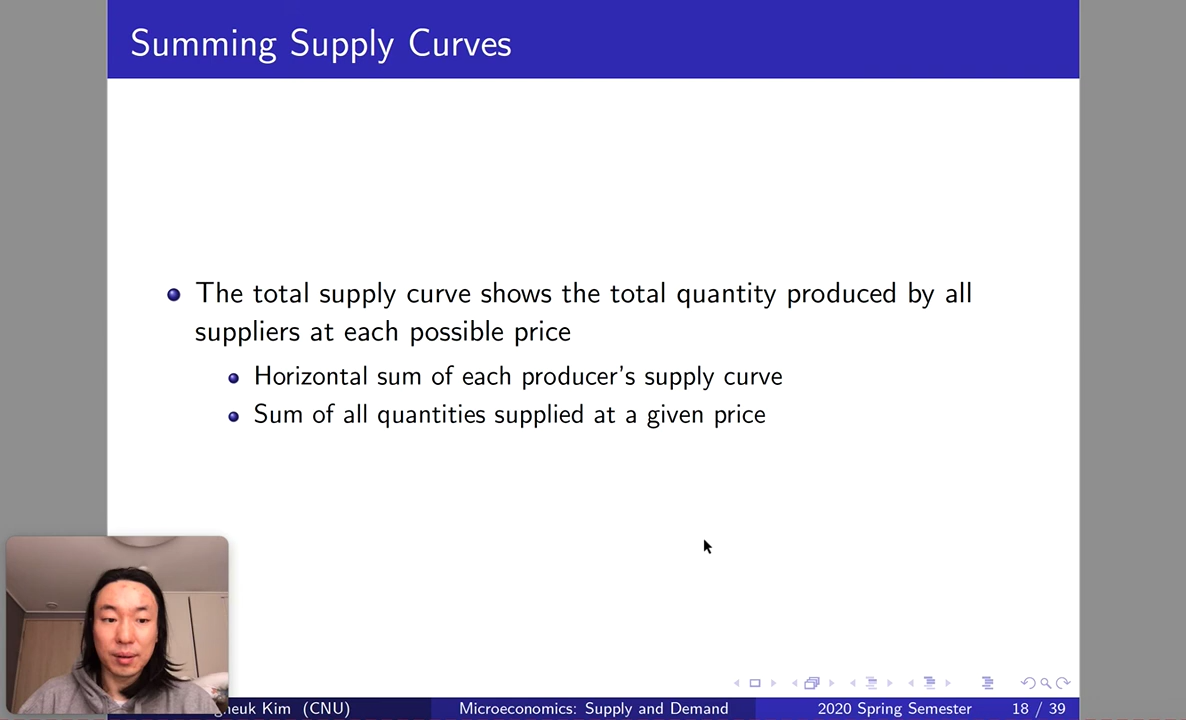 Summing Supply Curves
The total supply curve shows the total quantity produced by all
suppliers at each possible price
Horizontal sum of each producer's supply curve
Sum of all quantities supplied at a given price
Kim (CNU)
Microeconomics: Supply and Demand
2020 Spring Semester
18 / 39